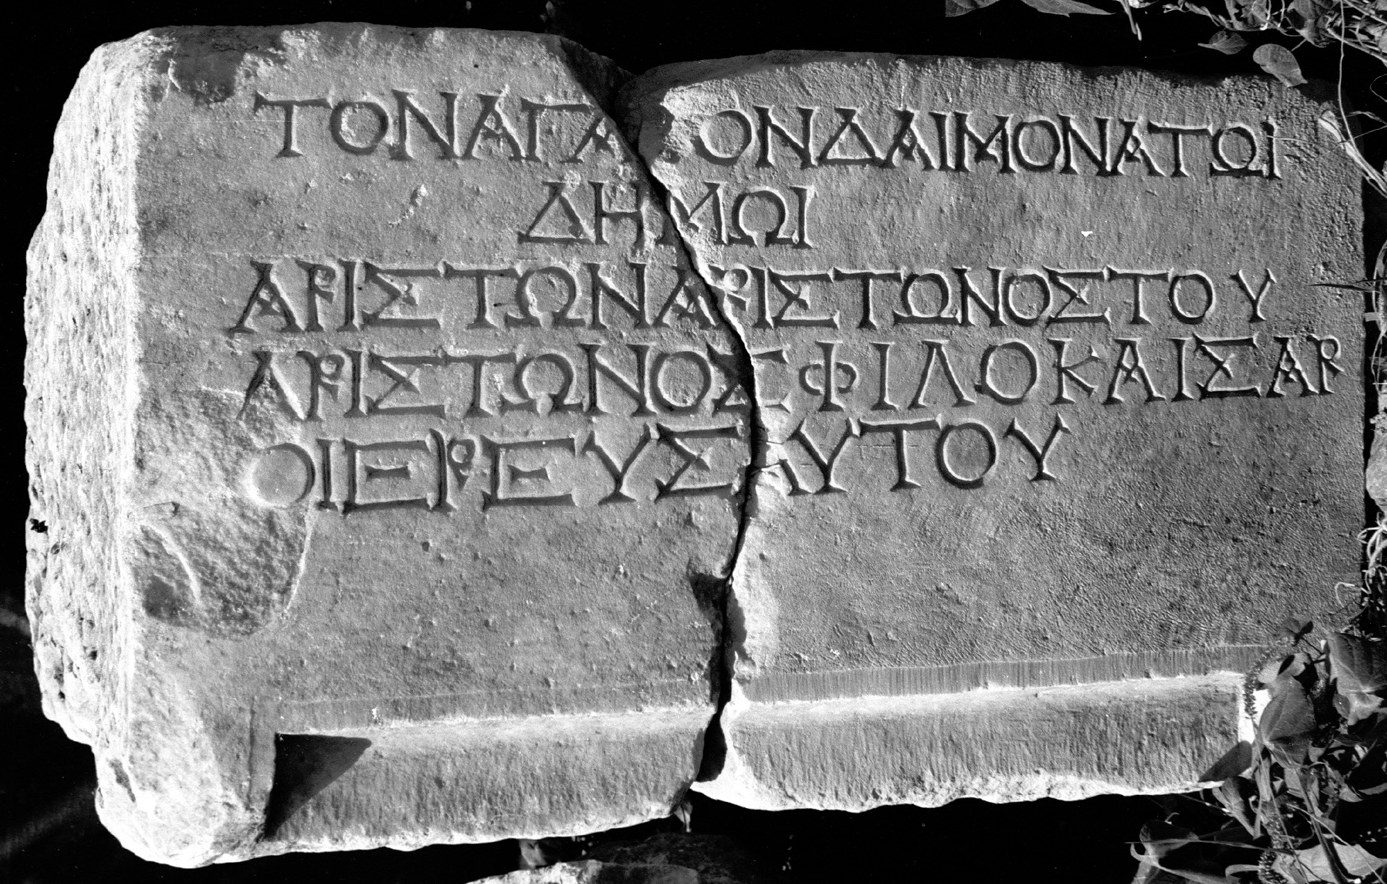 ΤΟΝΑΓΑ ΟΝΔΑΙΜΟΝΑΤΩΙ
ΔΗΜΩΙ
ΑΡΙΣΤΩΝΑΡΙΣΤΩΝΟΣΤΟΥ
ΑΡΙΣΤΩΝΟΣΦΙΛΟΚΑΙΣΑΡ
ΟΙΕΡΕΥΣΑΥΤΟΥ